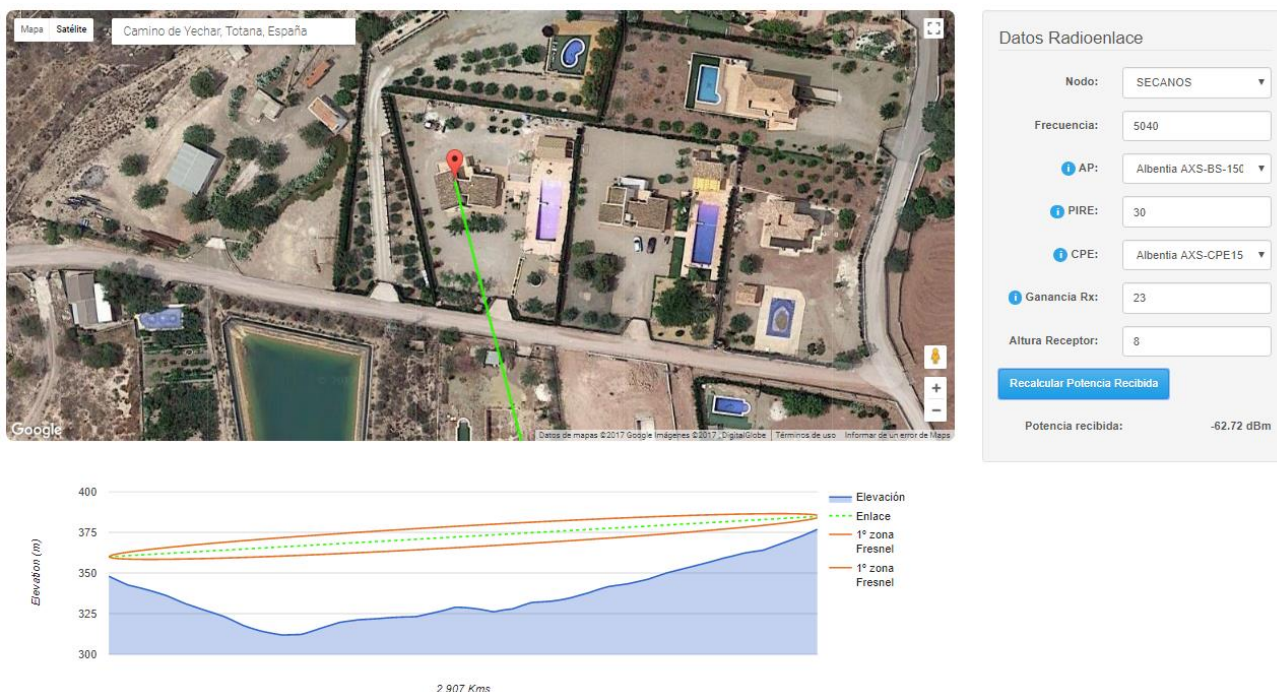 Mapa
Satélite
Camino de Yechar, Totana, España
Google
Datos de mapas ©2017 Google Imágenes ©2017, DigitalGlobe
Términos de uso
Informar de un error de Maps
Datos Radioenlace
Nodo:
SECANOS
Frecuencia:
5040
AP:
Albentia AXS-BS-150
PIRE:
30
CPE:
Albentia AXS-CPE15
Ganancia Rx:
23
Altura Receptor:
8
Recalcular Potencia Recibida
Potencia recibida:
-62.72 dBm
400
375
350
325
300
Elevation (m)
2.907 Kms
Elevación
Enlace
1º zona
Fresnel
1º zona
Fresnel